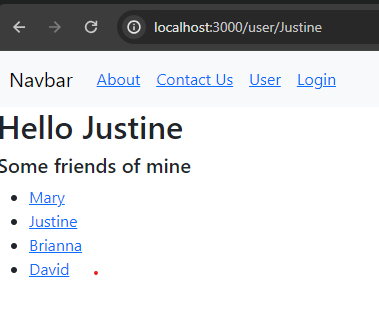 localhost:3000/user/Justine
Navbar About Contact Us User Login
Hello Justine
Some friends of mine
Mary
Justine
Brianna
David